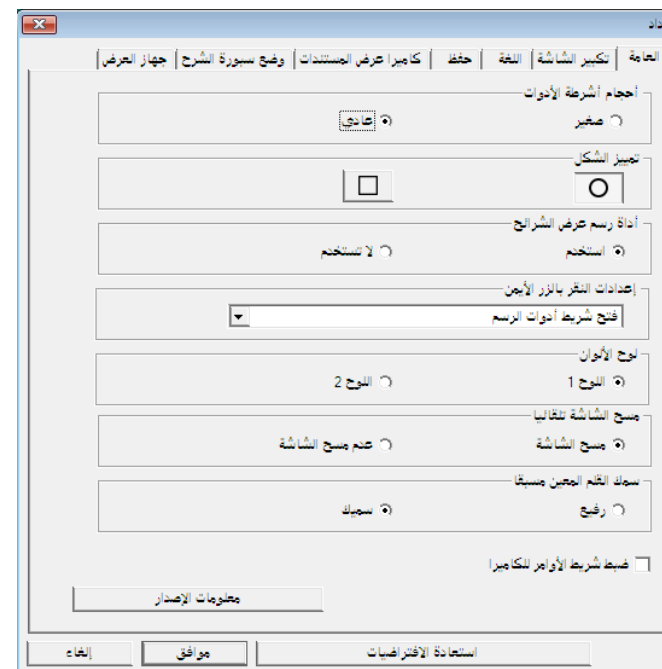 داد
العامة تكبير الشاشة اللغة حفظ كاميرا عرض المستندات وضع سبورة الشرح جهاز العرض
أحجام أشرطة الأدوات
صغير عادي
تمييز الشكل
أداة رسم عرض الشرائح
استخدم لا تستخدم
إعدادات النقر بالزر الأيمن
فتح شريط أدوات الرسم
لوح الألوان
اللوح 1 اللوح 2
مسح الشاشة تلقائيا
مسح الشاشة عدم مسح الشاشة
سمك القلم المعين مسبقا
رفيع سميك
ضبط شريط الأوامر للكاميرا
معلومات الإصدار
استعادة الافتراضيات موافق إلغاء